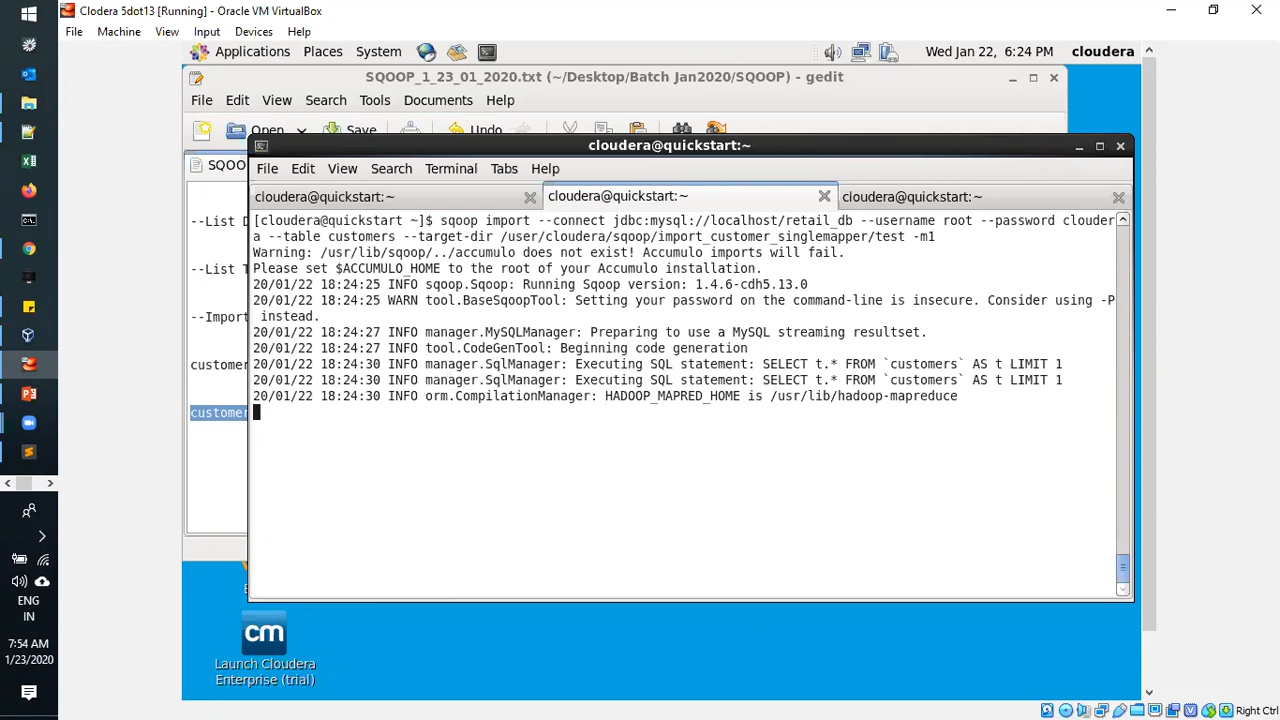 Clodera 5dot13 [Running] - Oracle VM VirtualBox
File Machine View Input Devices Help
Applications Places System Wed Jan 22, 6:24 PM cloudera
SQOOP_1_23_01_2020.txt (~/Desktop/Batch Jan2020/SQOOP) - gedit
File Edit View Search Tools Documents Help
Open Save Undo
cloudera@quickstart:~
SQOO
File Edit View Search Terminal Tabs Help
cloudera@quickstart:~ cloudera@quickstart:~ cloudera@quickstart:~
--List D
--List T
--Impor
customer
customer
[cloudera@quickstart ~]$ sqoop import --connect jdbc:mysql://localhost/retail_db --username root --password clouder
a --table customers --target-dir /user/cloudera/sqoop/import_customer_singlemapper/test -m1
Warning: /usr/lib/sqoop/../accumulo does not exist! Accumulo imports will fail.
Please set $ACCUMULO_HOME to the root of your Accumulo installation.
20/01/22 18:24:25 INFO sqoop.Sqoop: Running Sqoop version: 1.4.6-cdh5.13.0
20/01/22 18:24:25 WARN tool.BaseSqoopTool: Setting your password on the command-line is insecure. Consider using -P
instead.
20/01/22 18:24:27 INFO manager.MySQLManager: Preparing to use a MySQL streaming resultset.
20/01/22 18:24:27 INFO tool.CodeGenTool: Beginning code generation
20/01/22 18:24:30 INFO manager.SqlManager: Executing SQL statement: SELECT t.* FROM `customers` AS t LIMIT 1
20/01/22 18:24:30 INFO manager.SqlManager: Executing SQL statement: SELECT t.* FROM `customers` AS t LIMIT 1
20/01/22 18:24:30 INFO orm.CompilationManager: HADOOP_MAPRED_HOME is /usr/lib/hadoop-mapreduce
cm
Launch Cloudera
Enterprise (trial)
ENG
IN
7:54 AM
1/23/2020
Right Ctrl